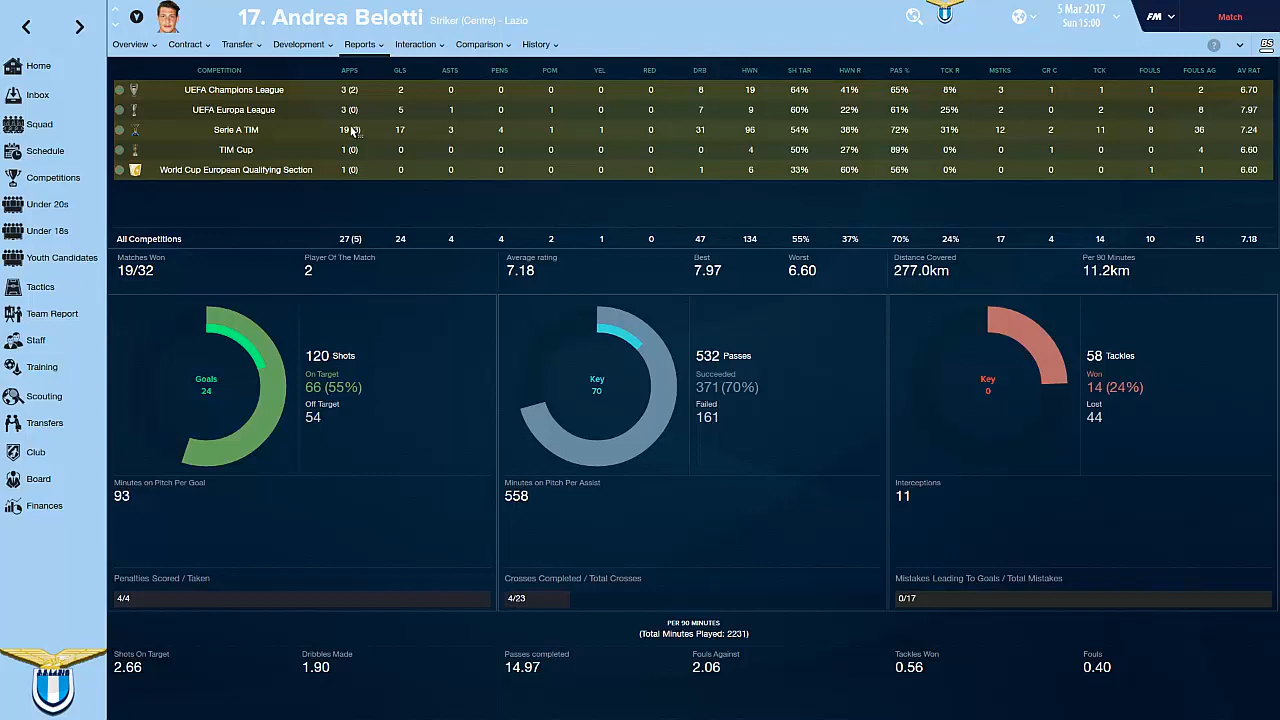 17. Andrea Belotti Striker (Centre) - Lazio
5 Mar 2017
Sun 15:00
FM
Match
Overview Contract Transfer Development Reports Interaction Comparison History
?
BS
Home
Inbox
Squad
Schedule
Competitions
Under 20s
Under 18s
Youth Candidates
Tactics
Team Report
Staff
Training
Scouting
Transfers
Club
Board
Finances
COMPETITION APPS GLS ASTS PENS POM YEL RED DRB HWN SH TAR HWN R PAS % TCK R MSTKS CR C TCK FOULS FOULS AG AV RAT
UEFA Champions League 3 (2) 2 0 0 0 0 0 8 19 64% 41% 65% 8% 3 1 1 1 2 6.70
UEFA Europa League 3 (0) 5 1 0 1 0 0 7 9 60% 22% 61% 25% 2 0 2 0 8 7.97
Serie A TIM 19 17 3 4 1 1 0 31 96 54% 38% 72% 31% 12 2 11 8 36 7.24
TIM Cup 1 (0) 0 0 0 0 0 0 0 4 50% 27% 89% 0% 0 1 0 0 4 6.60
World Cup European Qualifying Section 1 (0) 0 0 0 0 0 0 1 6 33% 60% 56% 0% 0 0 0 1 1 6.60
All Competitions 27 (5) 24 4 4 2 1 0 47 134 55% 37% 70% 24% 17 4 14 10 51 7.18
Matches Won
19/32
Player Of The Match
2
Average rating
7.18
Best
7.97
Worst
6.60
Distance Covered
277.0km
Per 90 Minutes
11.2km
Goals
24
120 Shots
On Target
66 (55%)
Off Target
54
Key
70
532 Passes
Succeeded
371 (70%)
Failed
161
Key
0
58 Tackles
Won
14 (24%)
Lost
44
Minutes on Pitch Per Goal
93
Minutes on Pitch Per Assist
558
Interceptions
11
Penalties Scored / Taken
4/4
Crosses Completed / Total Crosses
4/23
Mistakes Leading To Goals / Total Mistakes
0/17
PER 90 MINUTES
(Total Minutes Played: 2231)
Shots On Target
2.66
Dribbles Made
1.90
Passes completed
14.97
Fouls Against
2.06
Tackles Won
0.56
Fouls
0.40